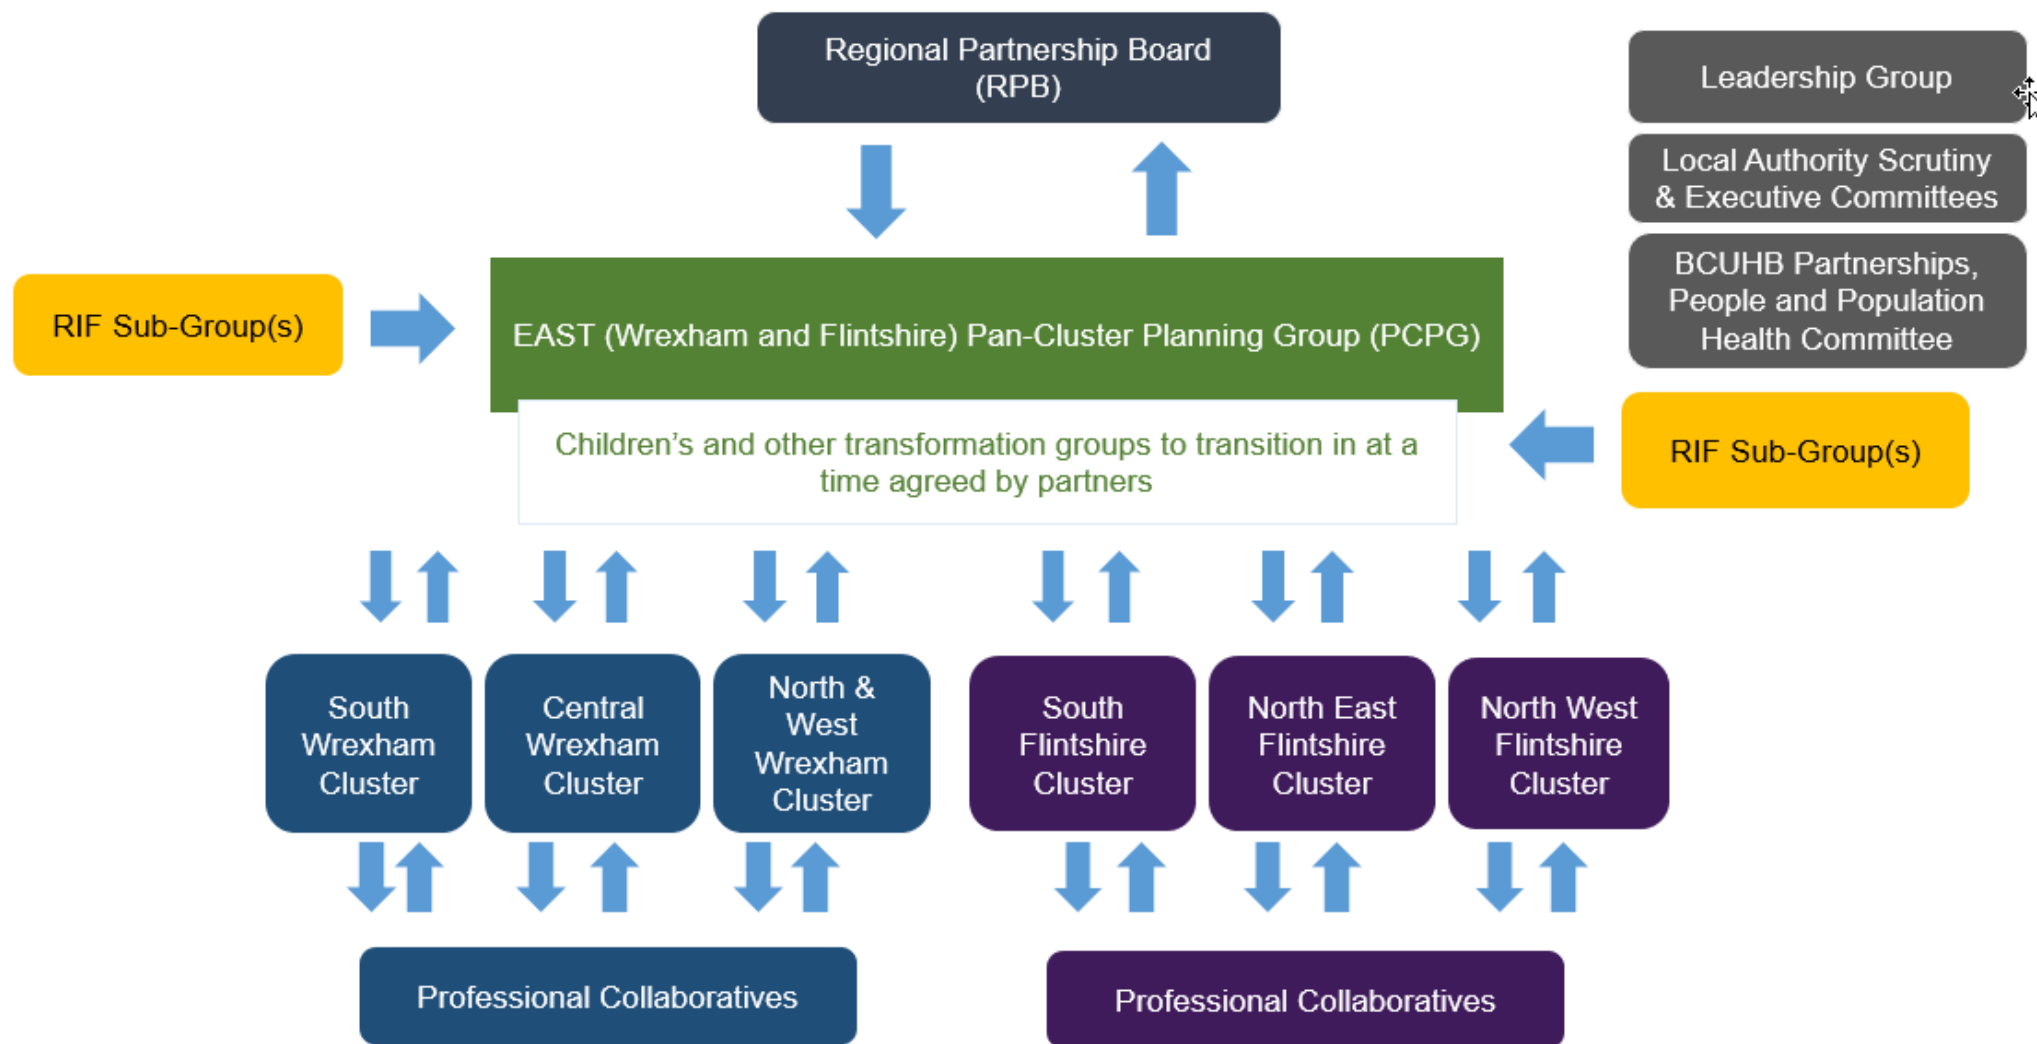 Regional Partnership Board
(RPB)
Leadership Group
Local Authority Scrutiny
& Executive Committees
BCUHB Partnerships,
People and Population
Health Committee
RIF Sub-Group(s)
EAST (Wrexham and Flintshire) Pan-Cluster Planning Group (PCPG)
Children’s and other transformation groups to transition in at a
time agreed by partners
RIF Sub-Group(s)
South
Wrexham
Cluster
Central
Wrexham
Cluster
North &
West
Wrexham
Cluster
South
Flintshire
Cluster
North East
Flintshire
Cluster
North West
Flintshire
Cluster
Professional Collaboratives
Professional Collaboratives